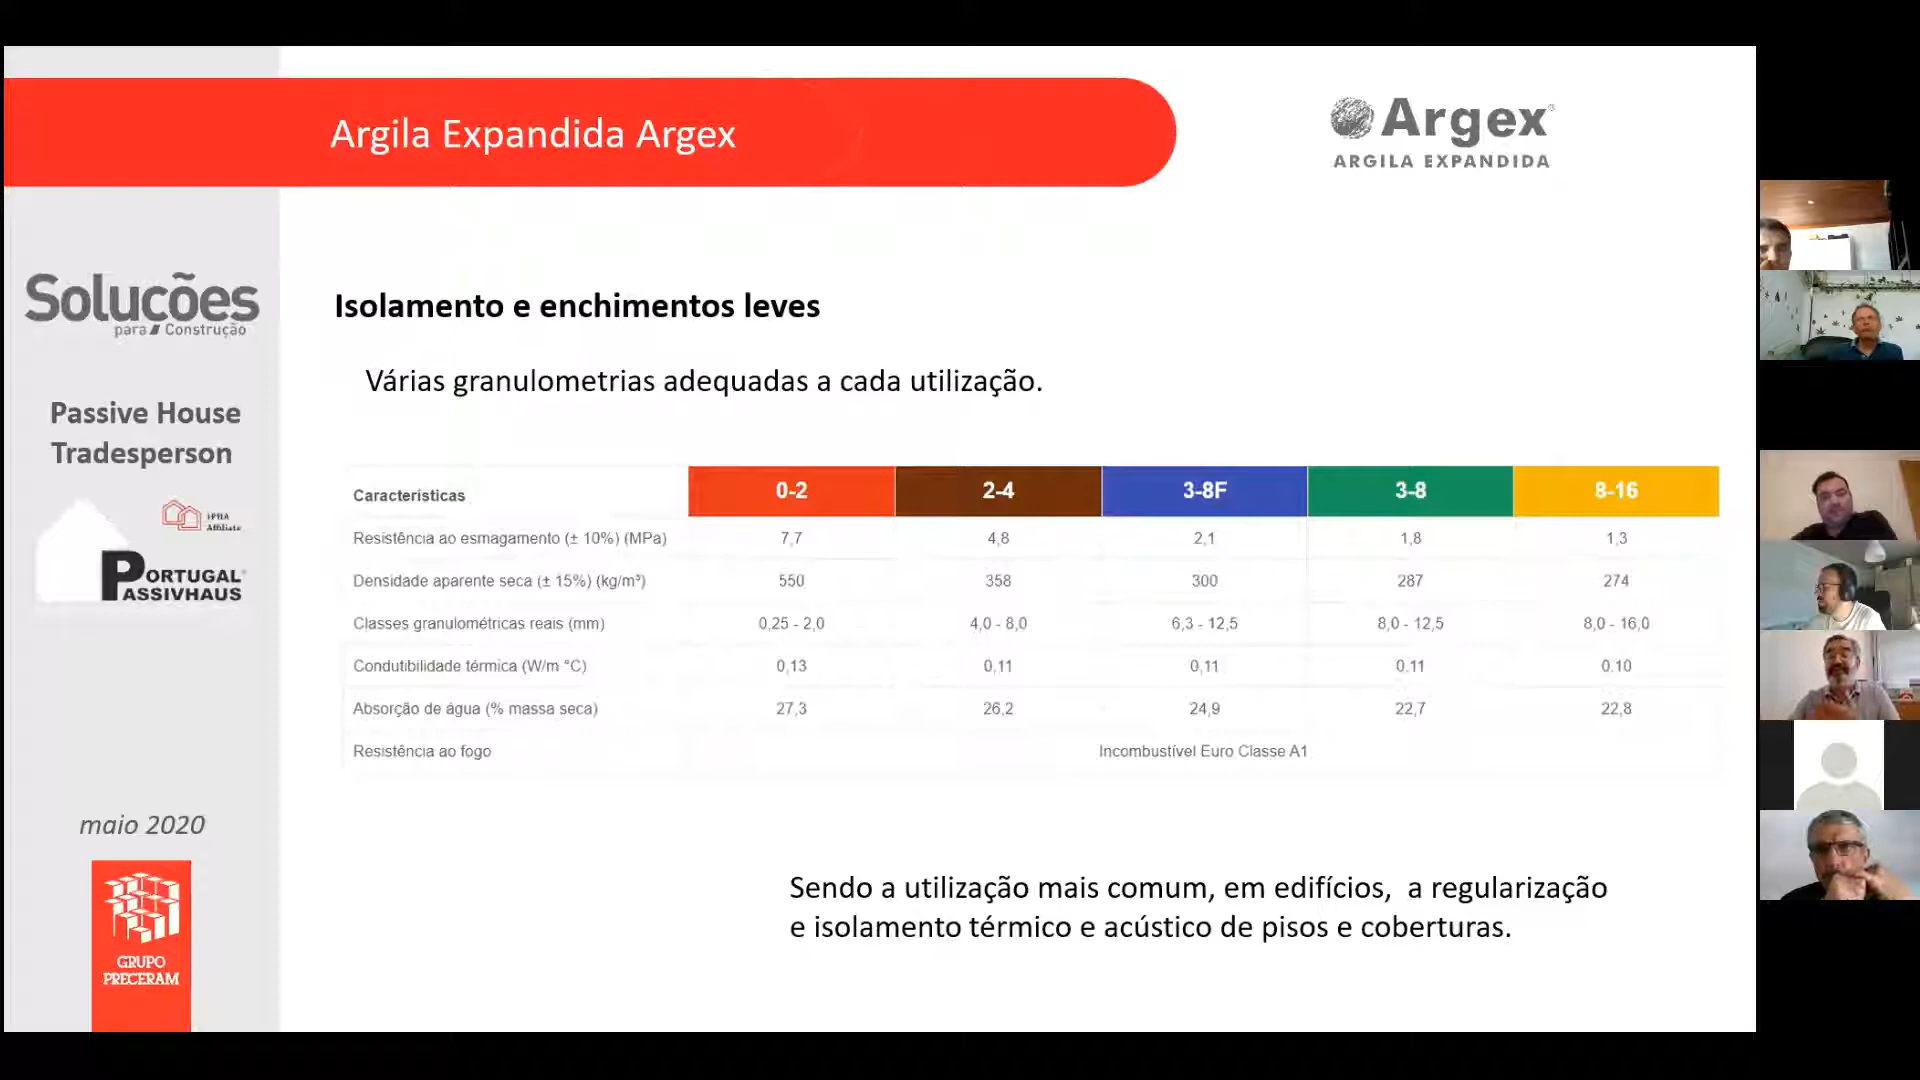 Argila Expandida Argex
Argex®
ARGILA EXPANDIDA
Soluções
para Construção
Passive House
Tradesperson
iPHA
Affiliate
PORTUGAL
PASSIVHAUS
maio 2020
GRUPO
PRECERAM
Isolamento e enchimentos leves
Várias granulometrias adequadas a cada utilização.
Características 0-2 2-4 3-8F 3-8 8-16
Resistência ao esmagamento (± 10%) (MPa) 7,7 4,8 2,1 1,8 1,3
Densidade aparente seca (± 15%) (kg/m³) 550 358 300 287 274
Classes granulométricas reais (mm) 0,25 - 2,0 4,0 - 8,0 6,3 - 12,5 8,0 - 12,5 8,0 - 16,0
Condutibilidade térmica (W/m °C) 0,13 0,11 0,11 0.11 0.10
Absorção de água (% massa seca) 27,3 26,2 24,9 22,7 22,8
Resistência ao fogo Incombustível Euro Classe A1
Sendo a utilização mais comum, em edifícios, a regularização
e isolamento térmico e acústico de pisos e coberturas.